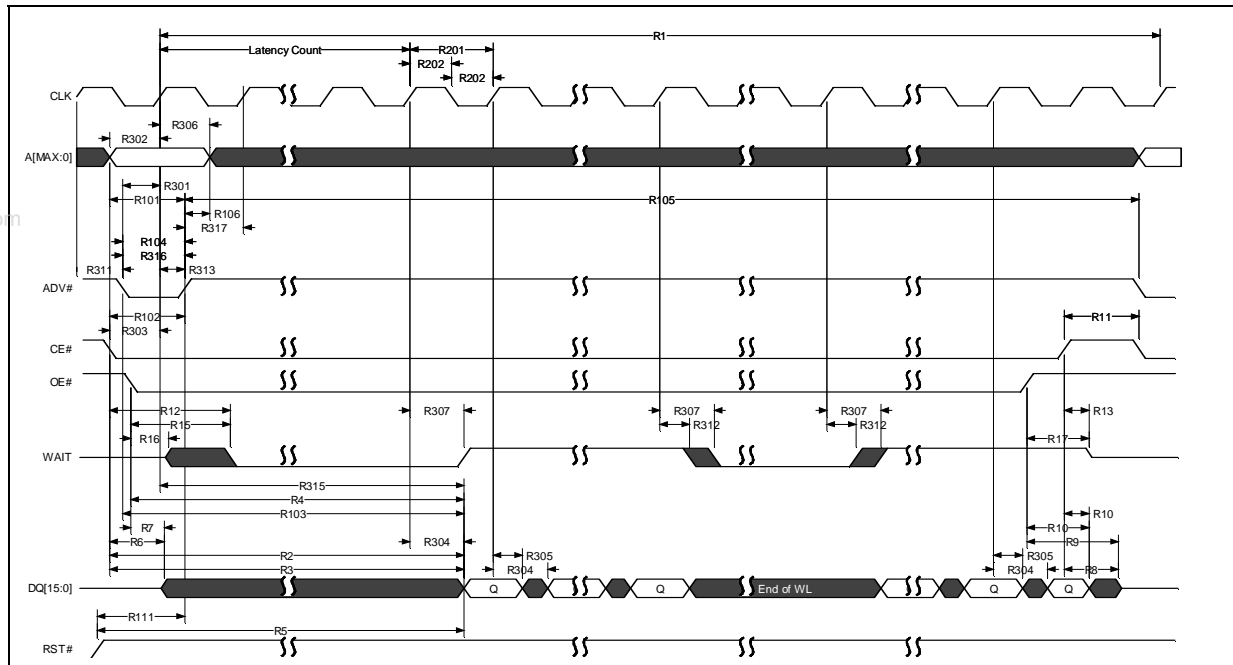 R1
Latency Count
R201
R202
R202
CLK
R306
R302
A[MAX:0]
R301
R101
R105
R106
R317
om
R104
R316
R311
R313
ADV#
R102
R11
R303
CE#
OE#
R12
R307
R307
R307
R13
R15
R312
R312
R16
R17
WAIT
R315
R4
R103
R10
R7
R304
R10
R6
R9
R2
R305
R305
R3
R304
R304
R8
DQ[15:0]
Q
Q
End of WL
Q
Q
R111
R5
RST#